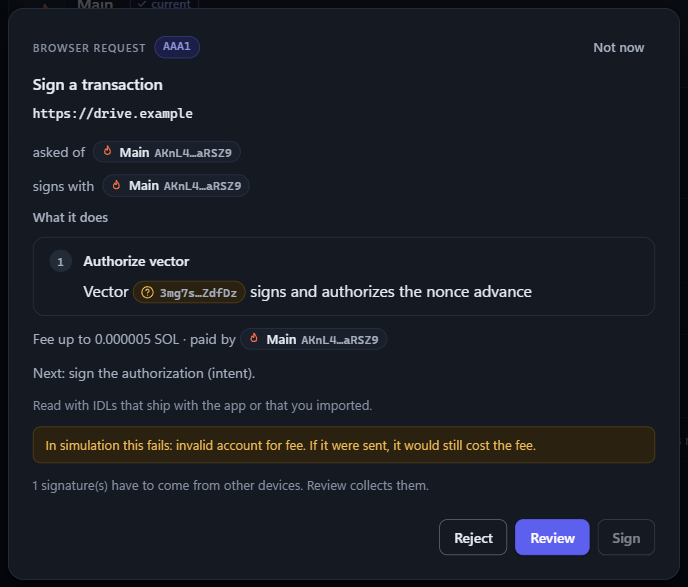 Main ✓ current
BROWSER REQUEST AAA1 Not now
Sign a transaction
https://drive.example
asked of Main AKnL4…aRSZ9
signs with Main AKnL4…aRSZ9
What it does
1 Authorize vector
Vector ? 3mg7s…ZdfDz signs and authorizes the nonce advance
Fee up to 0.000005 SOL · paid by Main AKnL4…aRSZ9
Next: sign the authorization (intent).
Read with IDLs that ship with the app or that you imported.
In simulation this fails: invalid account for fee. If it were sent, it would still cost the fee.
1 signature(s) have to come from other devices. Review collects them.
Reject Review Sign